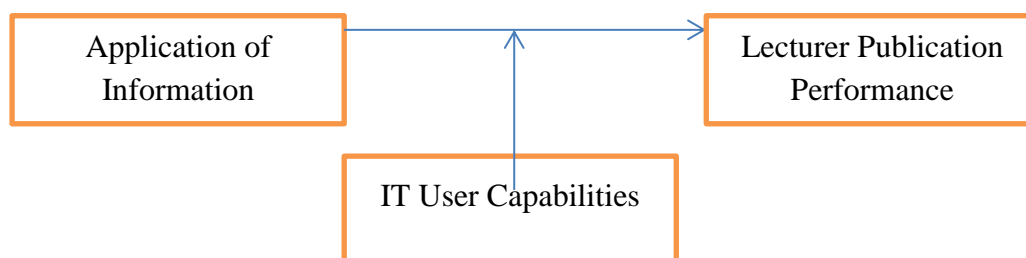 Application of
Information
Lecturer Publication
Performance
IT User Capabilities